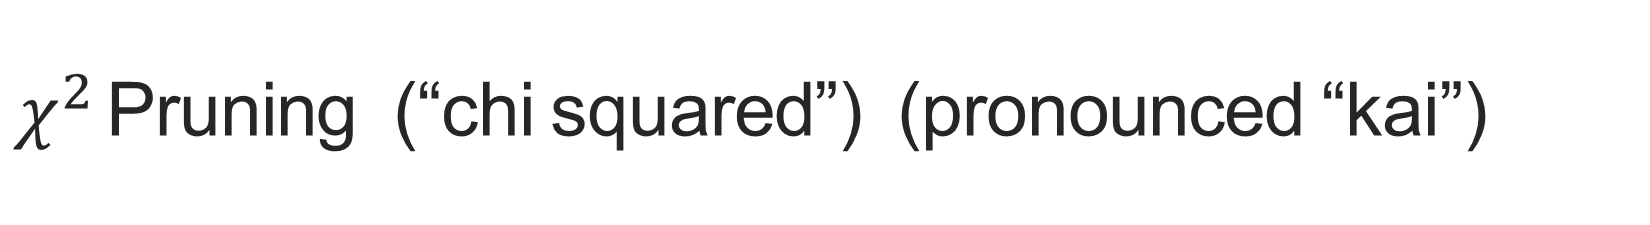 𝜒² Pruning (“chi squared”) (pronounced “kai”)